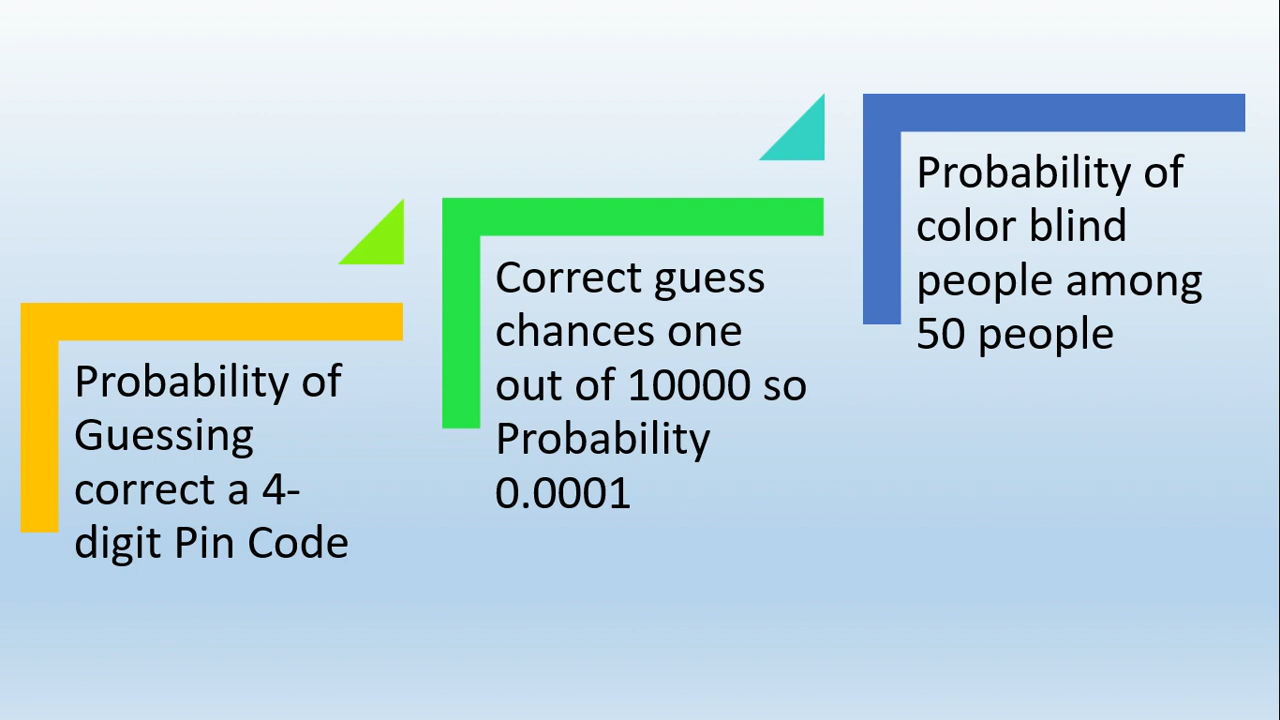 Probability of
Guessing
correct a 4-
digit Pin Code
Correct guess
chances one
out of 10000 so
Probability
0.0001
Probability of
color blind
people among
50 people